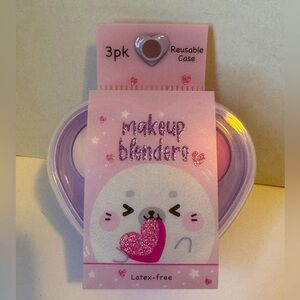 3pk
Reusable
Case
makeup
blenders
Latex-free